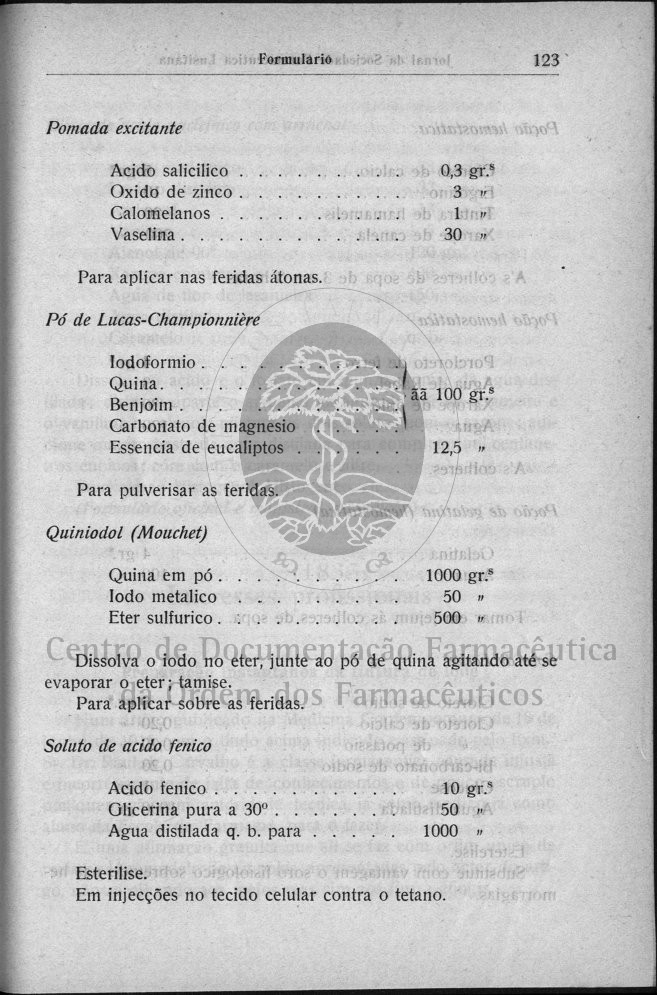 Formulario 123
Pomada excitante
Acido salicilico . . . . . . . . . 0,3 gr.s
Oxido de zinco . . . . . . . . . 3 "
Calomelanos . . . . . . . . . . 1 "
Vaselina . . . . . . . . . . . . 30 "
Para aplicar nas feridas átonas.
Pó de Lucas-Championnière
Iodoformio . . . . . . . . . .
Quina . . . . . . . . . . . .
ãã 100 gr.s
Benjoim . . . . . . . . . . .
Carbonato de magnesio . . . . .
Essencia de eucaliptos . . . . . . 12,5 "
Para pulverisar as feridas.
Quiniodol (Mouchet)
Quina em pó . . . . . . . . . . 1000 gr.s
Iodo metalico . . . . . . . . . 50 "
Eter sulfurico . . . . . . . . . . 500 "
Centro de Documentação Farmacêutica
Dissolva o iodo no eter, junte ao pó de quina agitando até se
evaporar o eter; tamise.
da Ordem dos Farmacêuticos
Para aplicar sobre as feridas.
Soluto de acido fenico
Acido fenico . . . . . . . . . . 10 gr.s
Glicerina pura a 30º . . . . . . . 50 "
Agua distilada q. b. para . . . . . 1000 "
Esterilise.
Em injecções no tecido celular contra o tetano.